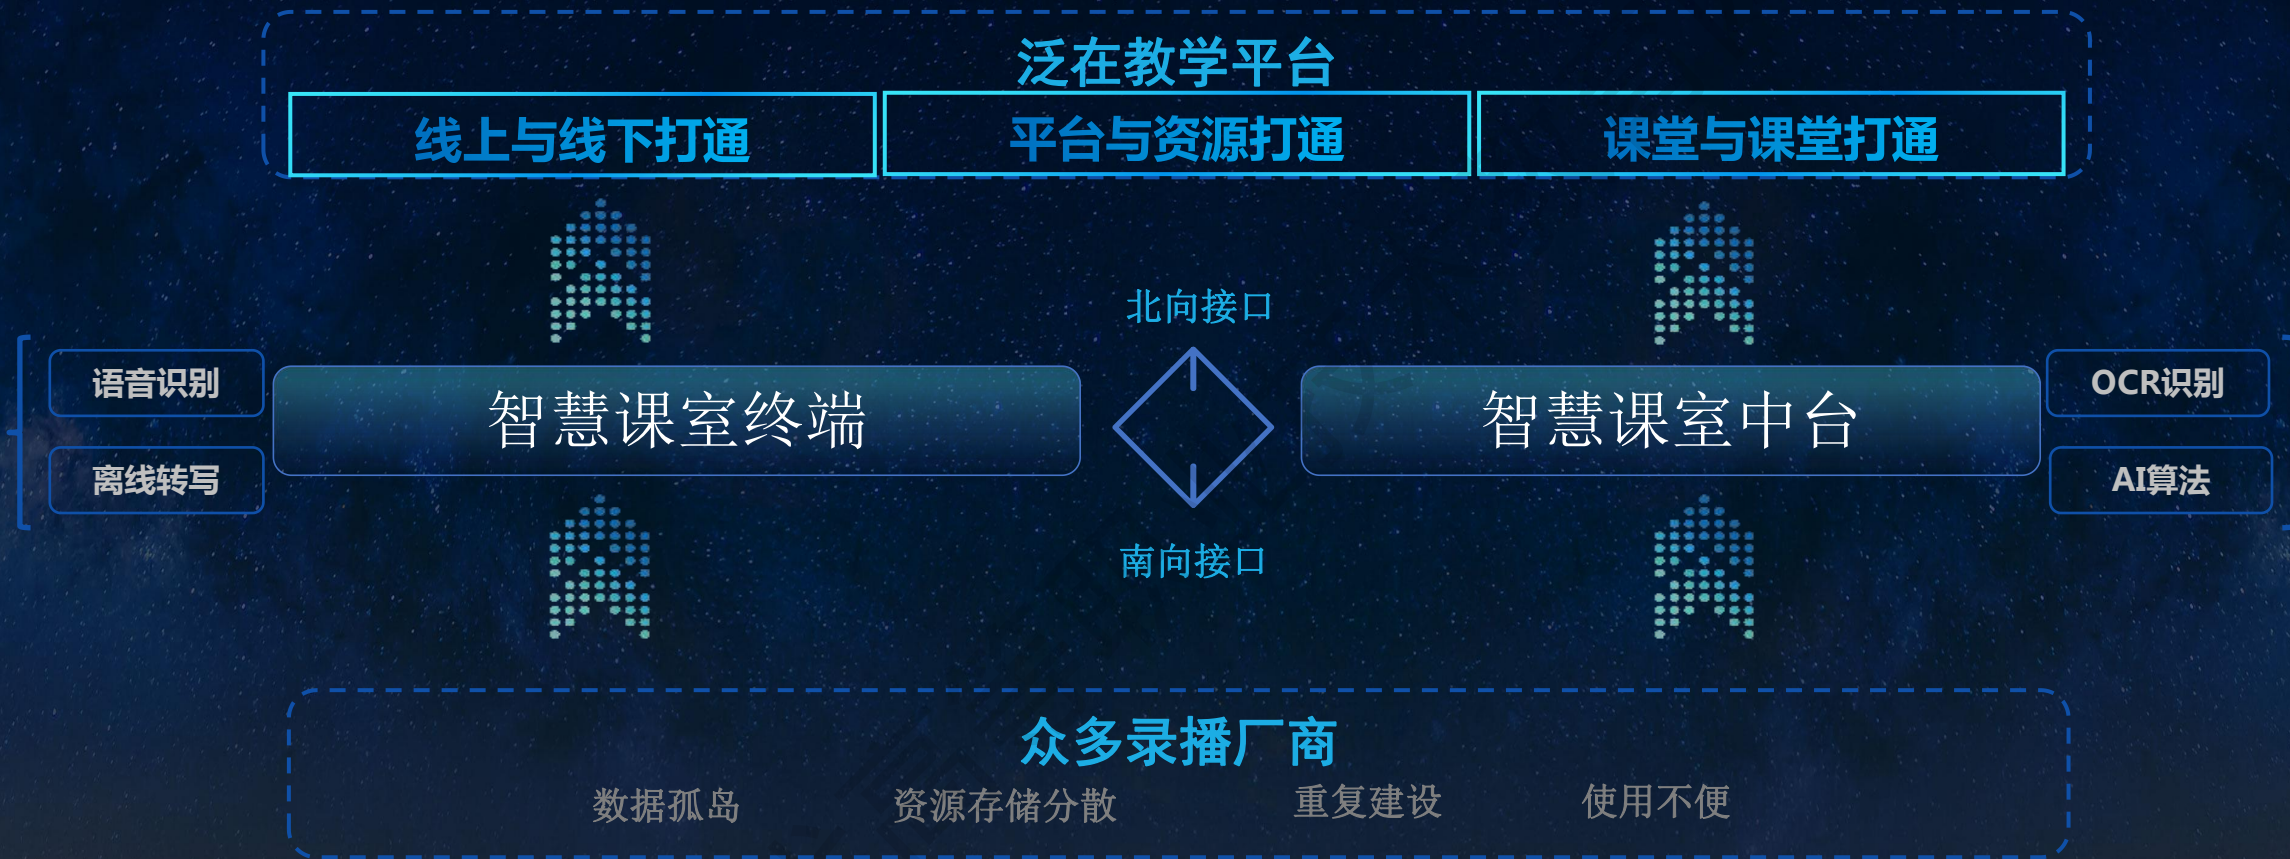 泛在教学平台
线上与线下打通
平台与资源打通
课堂与课堂打通
北向接口
语音识别
智慧课室终端
智慧课室中台
OCR识别
离线转写
AI算法
南向接口
众多录播厂商
数据孤岛
资源存储分散
重复建设
使用不便